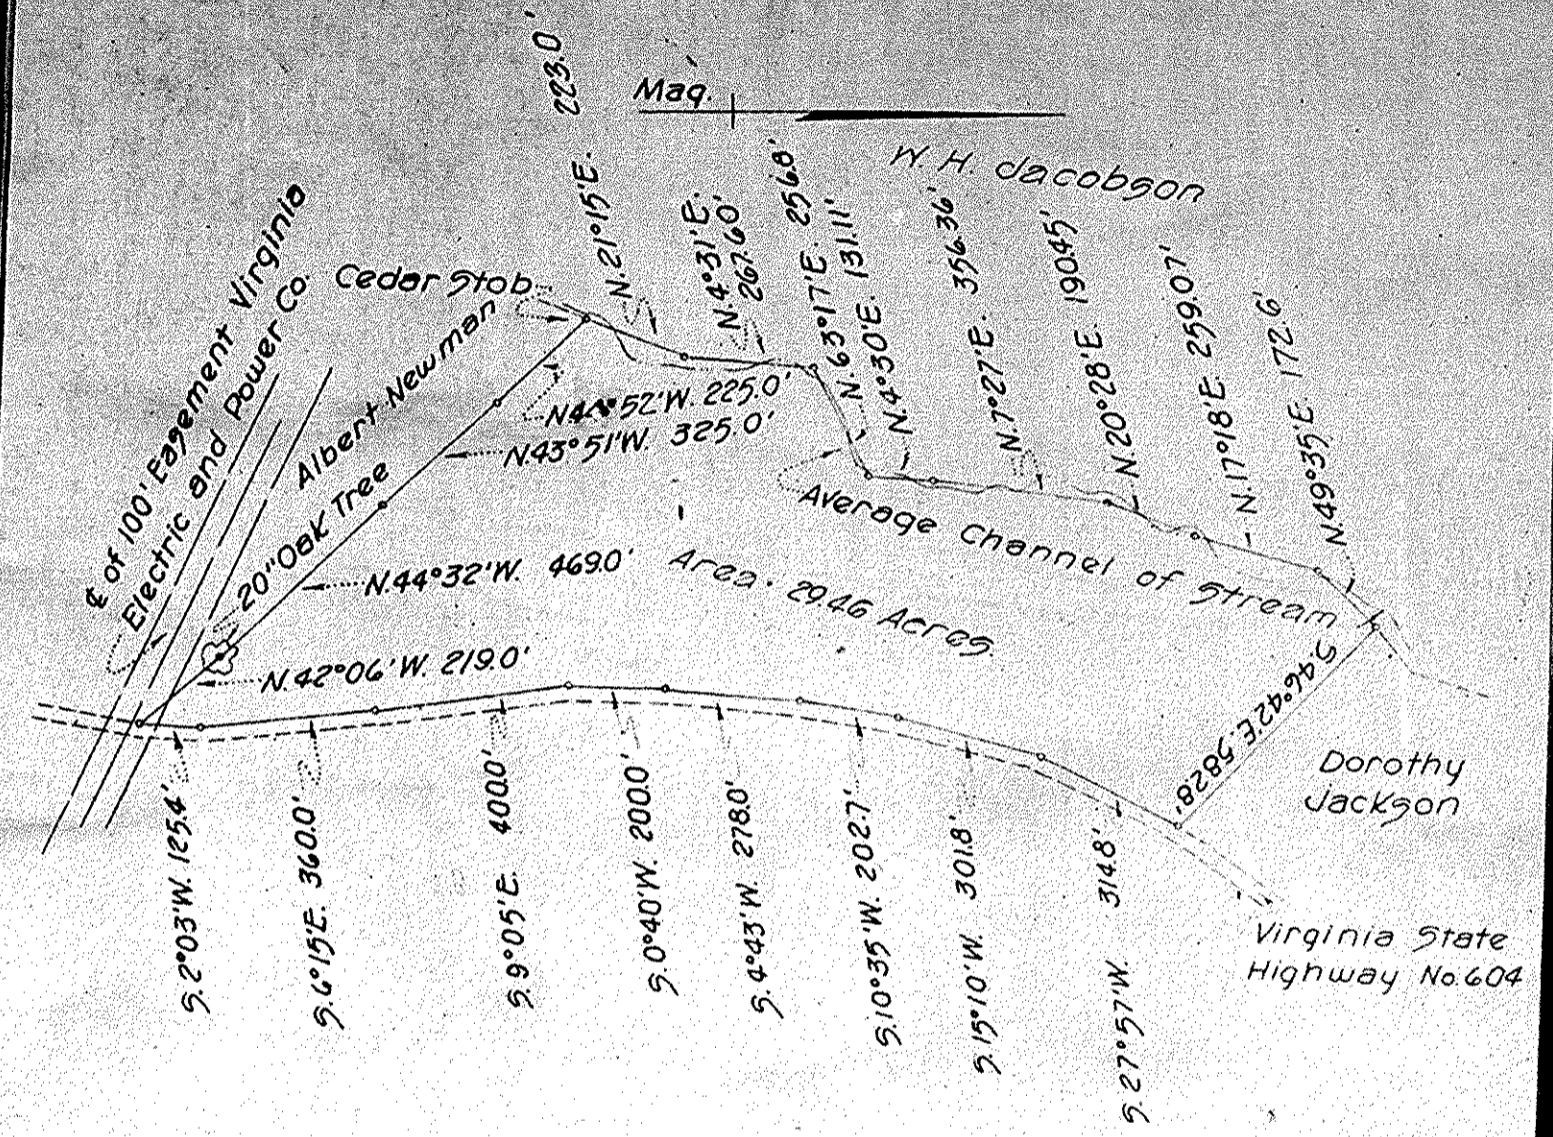 Mag.
W. H. Jacobson
N.21°15'E. 223.0'
N.4°31'E.
267.60'
N.63°17'E. 256.8'
N.4°30'E. 131.11'
N.7°27'E. 356.36'
N.20°28'E. 190.45'
N.17°18'E. 259.07'
N.49°35'E. 172.6'
℄ of 100' Easement Virginia
Electric and Power Co.
Cedar Stob
Albert Newman
20" Oak Tree
N.44°52'W. 225.0'
N.43°51'W. 325.0'
N.44°32'W. 469.0'
N.42°06'W. 219.0'
Average Channel of Stream
Area. 29.46 Acres.
S.46°42'E. 582.8'
Dorothy
Jackson
S.2°03'W. 125.4'
S.6°15'E. 360.0'
S.9°05'E. 400.0'
S.0°40'W. 200.0'
S.4°43'W. 278.0'
S.10°35'W. 202.7'
S.15°10'W. 301.8'
S.27°57'W. 314.8'
Virginia State
Highway No.604